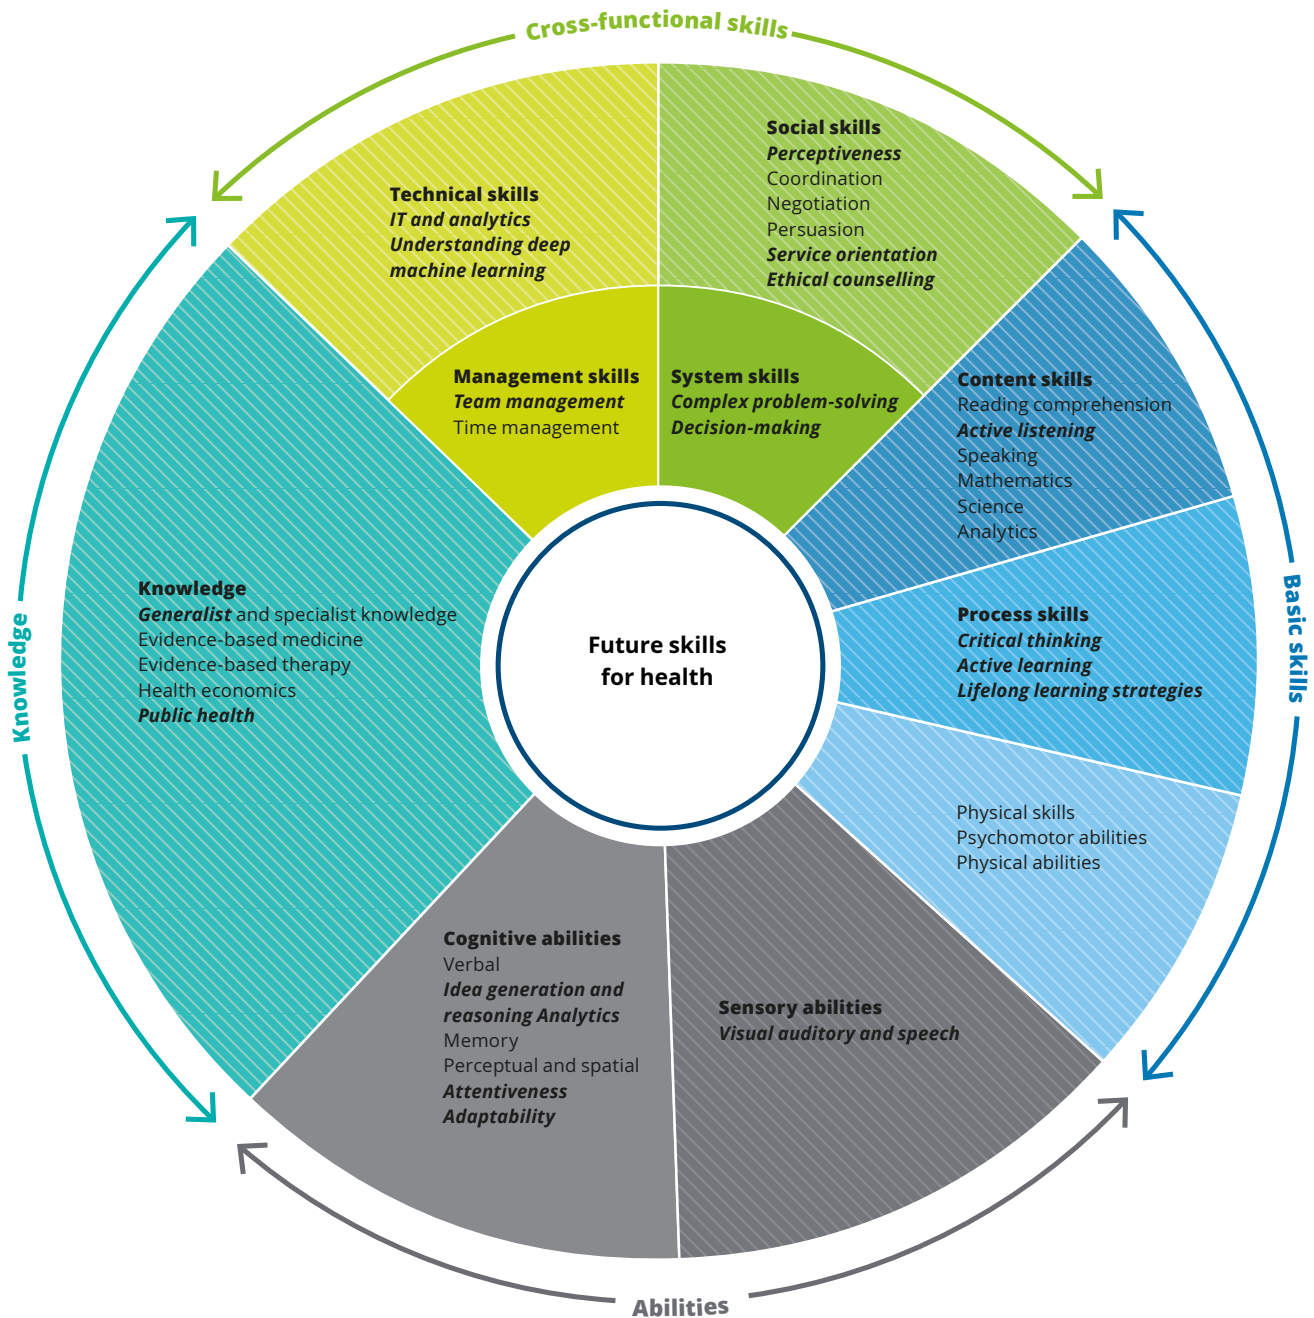 Cross-functional skills
Technical skills
IT and analytics
Understanding deep
machine learning
Social skills
Perceptiveness
Coordination
Negotiation
Persuasion
Service orientation
Ethical counselling
Management skills
Team management
Time management
System skills
Complex problem-solving
Decision-making
Content skills
Reading comprehension
Active listening
Speaking
Mathematics
Science
Analytics
Basic skills
Process skills
Critical thinking
Active learning
Lifelong learning strategies
Physical skills
Psychomotor abilities
Physical abilities
Knowledge
Knowledge
Generalist and specialist knowledge
Evidence-based medicine
Evidence-based therapy
Health economics
Public health
Future skills
for health
Cognitive abilities
Verbal
Idea generation and
reasoning Analytics
Memory
Perceptual and spatial
Attentiveness
Adaptability
Sensory abilities
Visual auditory and speech
Abilities